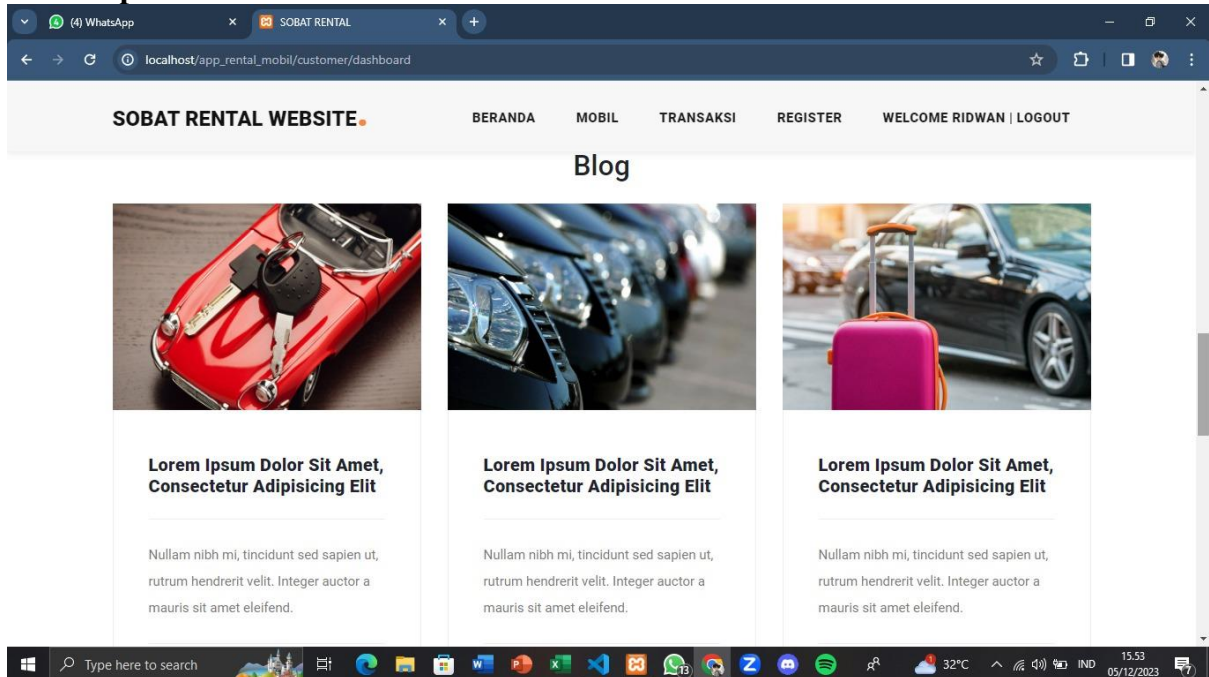 (4) WhatsApp
SOBAT RENTAL
localhost/app_rental_mobil/customer/dashboard
SOBAT RENTAL WEBSITE.
BERANDA MOBIL TRANSAKSI REGISTER WELCOME RIDWAN | LOGOUT
Blog
Lorem Ipsum Dolor Sit Amet,
Consectetur Adipisicing Elit
Nullam nibh mi, tincidunt sed sapien ut,
rutrum hendrerit velit. Integer auctor a
mauris sit amet eleifend.
Lorem Ipsum Dolor Sit Amet,
Consectetur Adipisicing Elit
Nullam nibh mi, tincidunt sed sapien ut,
rutrum hendrerit velit. Integer auctor a
mauris sit amet eleifend.
Lorem Ipsum Dolor Sit Amet,
Consectetur Adipisicing Elit
Nullam nibh mi, tincidunt sed sapien ut,
rutrum hendrerit velit. Integer auctor a
mauris sit amet eleifend.
Type here to search
32°C
IND
15.53
05/12/2023